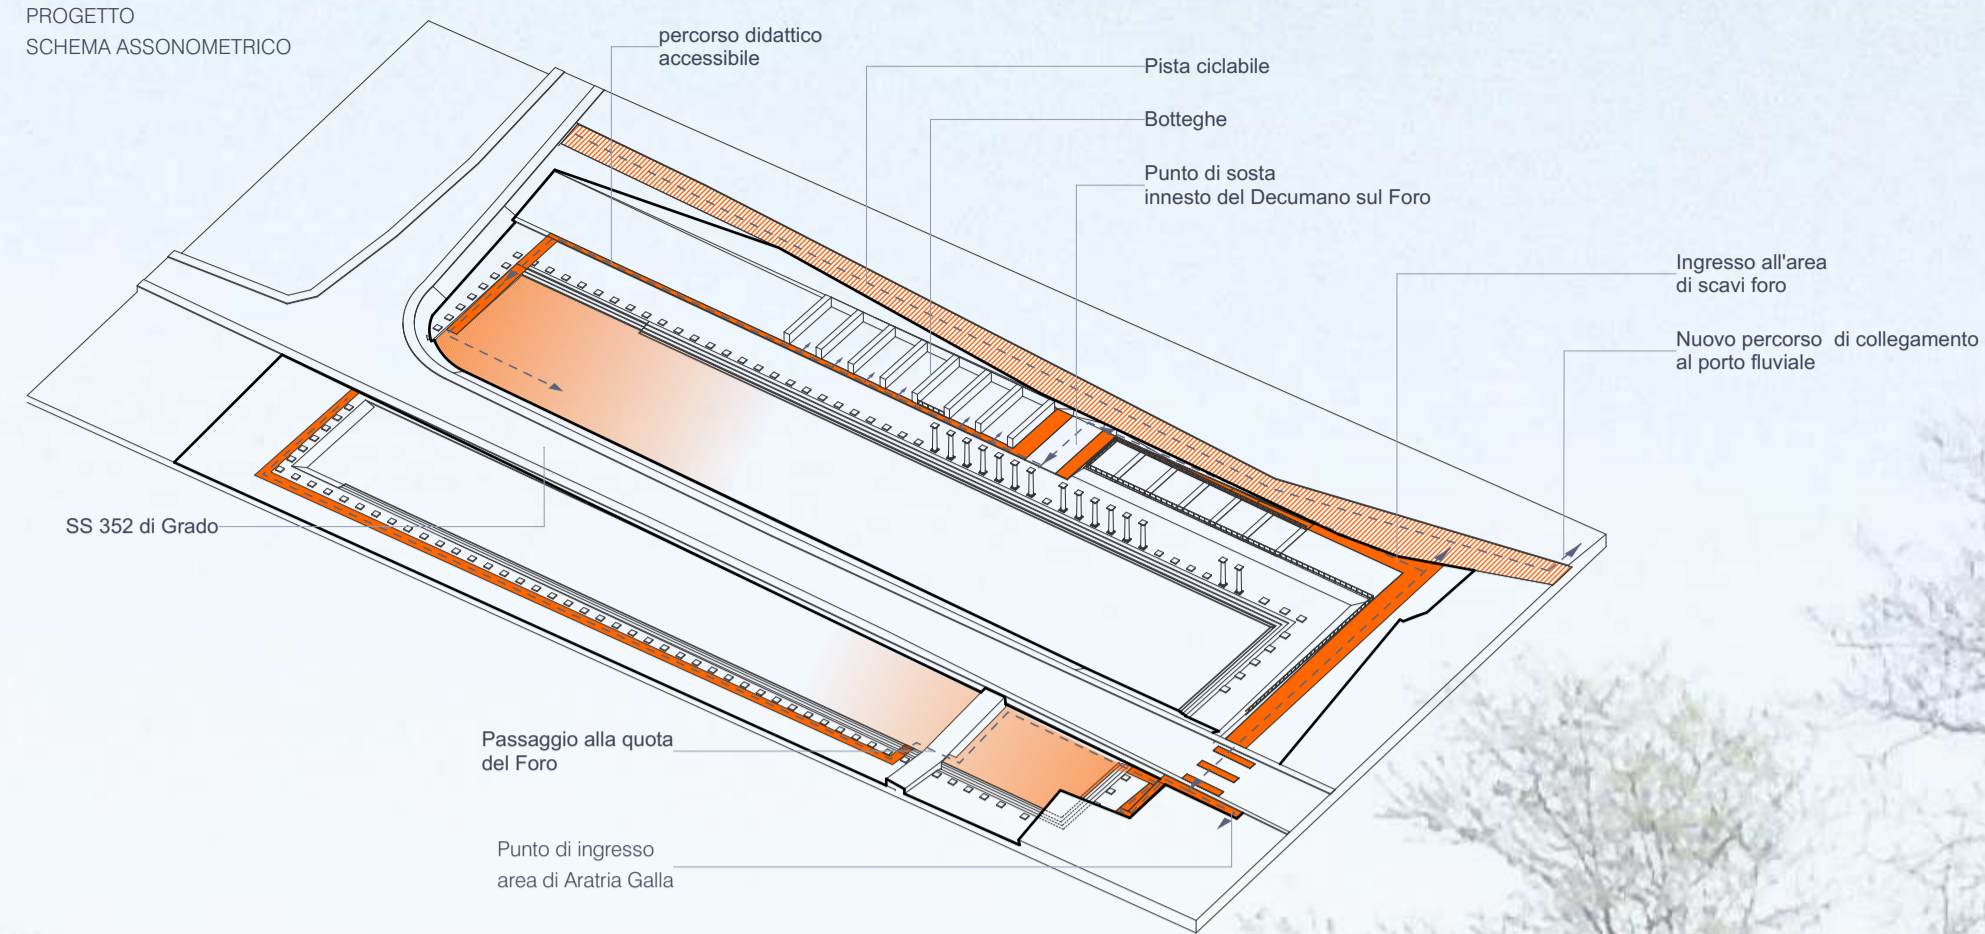 PROGETTO
SCHEMA ASSONOMETRICO
percorso didattico
accessibile
Pista ciclabile
Botteghe
Punto di sosta
innesto del Decumano sul Foro
Ingresso all'area
di scavi foro
Nuovo percorso di collegamento
al porto fluviale
SS 352 di Grado
Passaggio alla quota
del Foro
Punto di ingresso
area di Aratria Galla